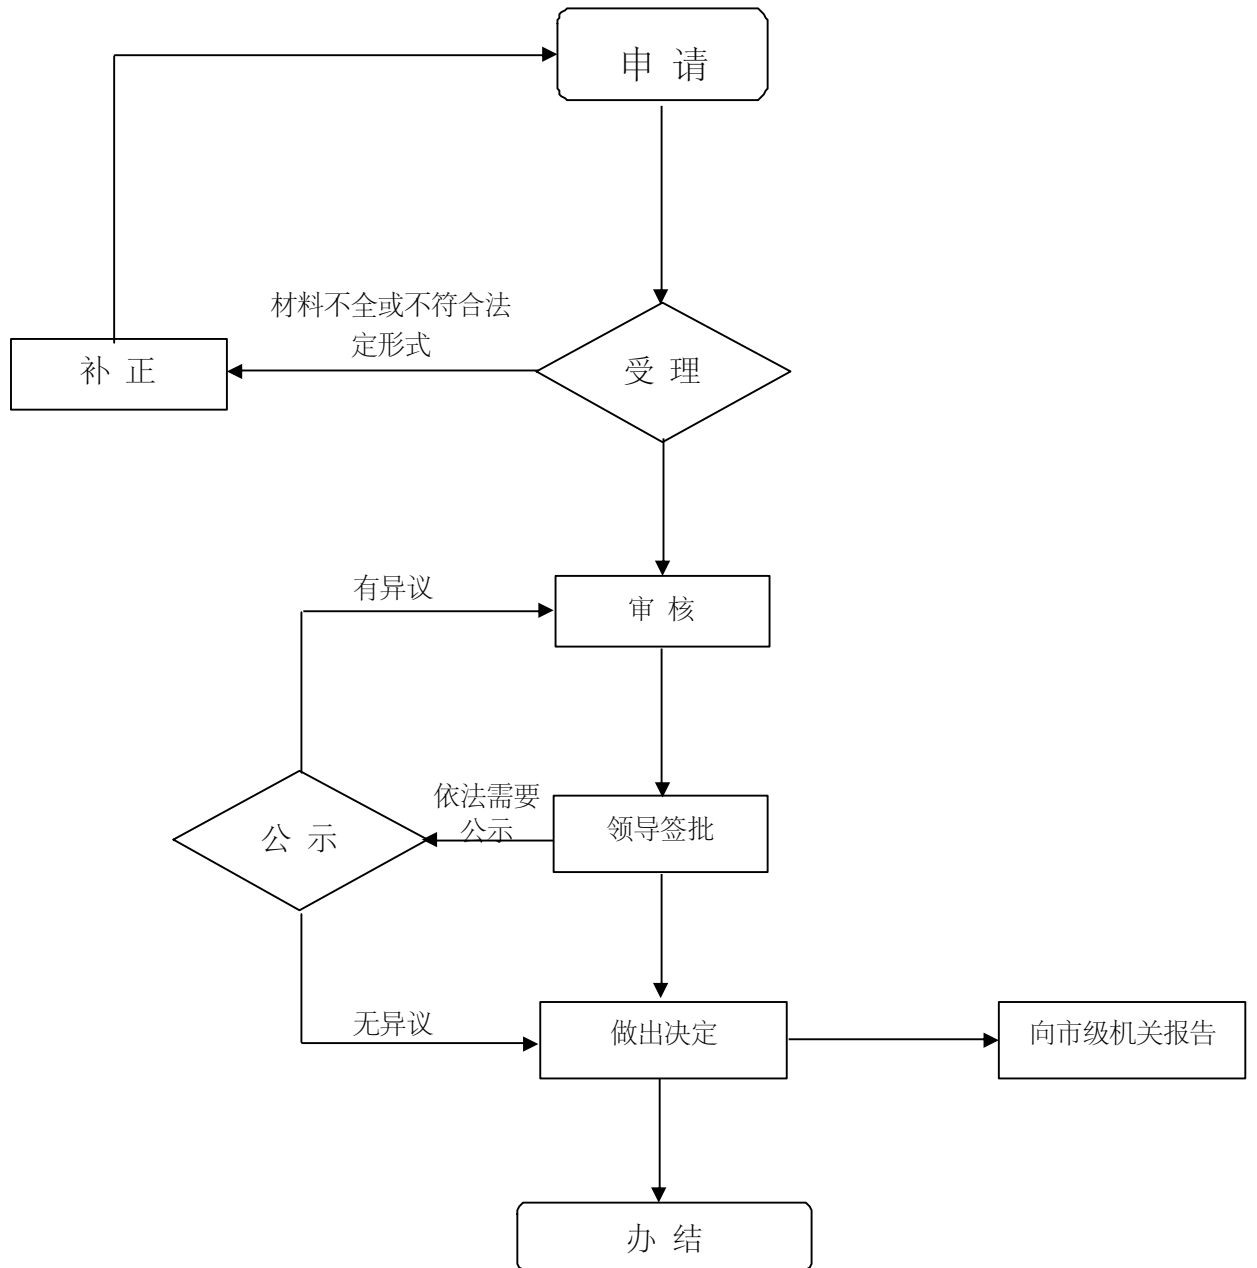 申 请
材料不全或不符合法
定形式
补 正
受 理
有异议
审 核
依法需要
公示
公 示
领导签批
无异议
做出决定
向市级机关报告
办 结